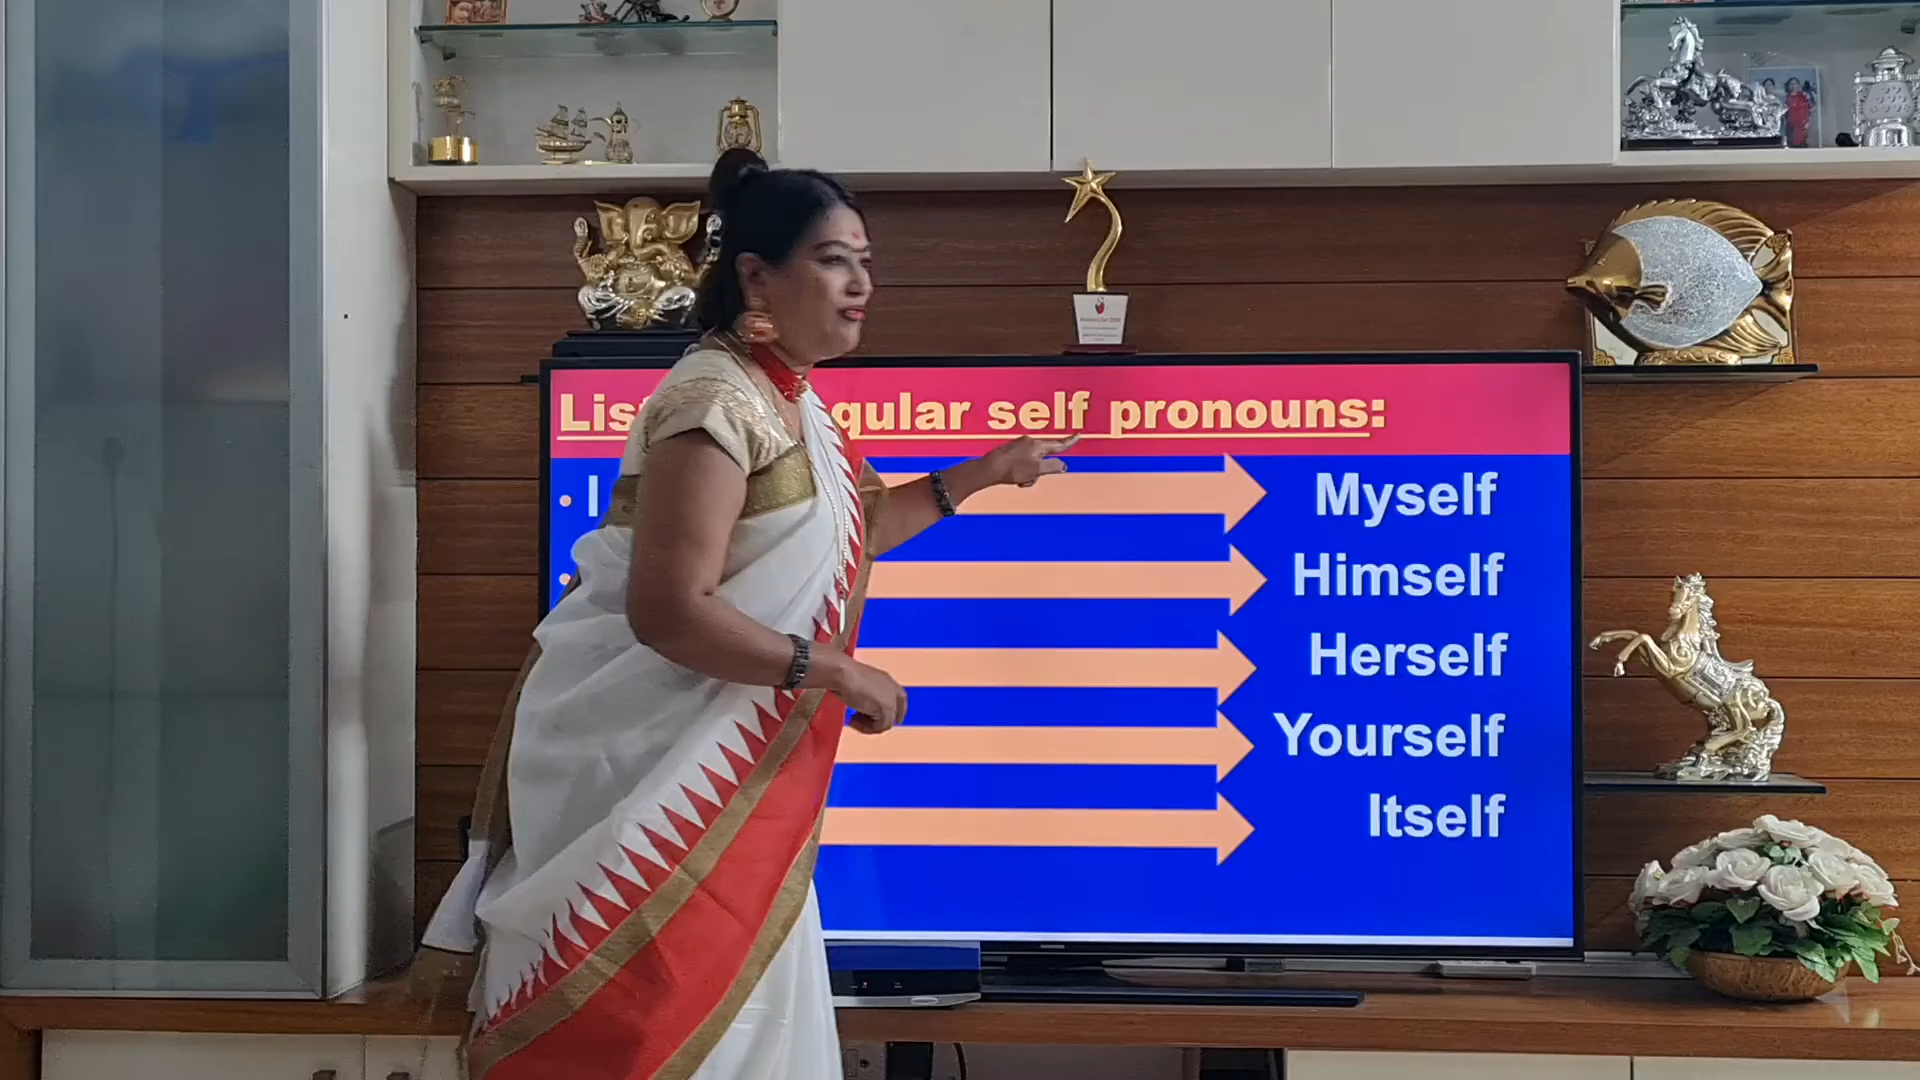 Lis gular self pronouns:
• I Myself
• Himself
Herself
Yourself
Itself